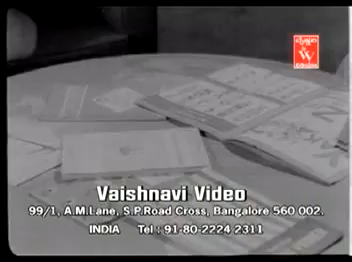 Vaishnavi Video
99/1, A.M.Lane, S.P.Road Cross, Bangalore 560 002.
INDIA Tel : 91-80-2224 2311